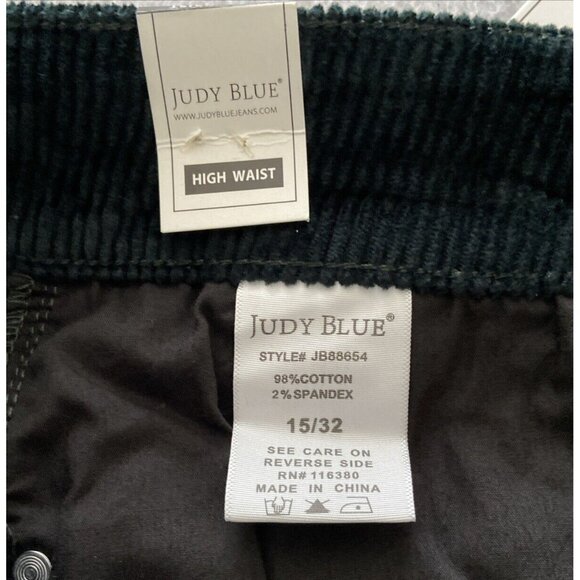 JUDY BLUE®
WWW.JUDYBLUEJEANS.COM
HIGH WAIST
JUDY BLUE®
STYLE# JB88654
98%COTTON
2%SPANDEX
15/32
SEE CARE ON
REVERSE SIDE
RN# 116380
MADE IN CHINA